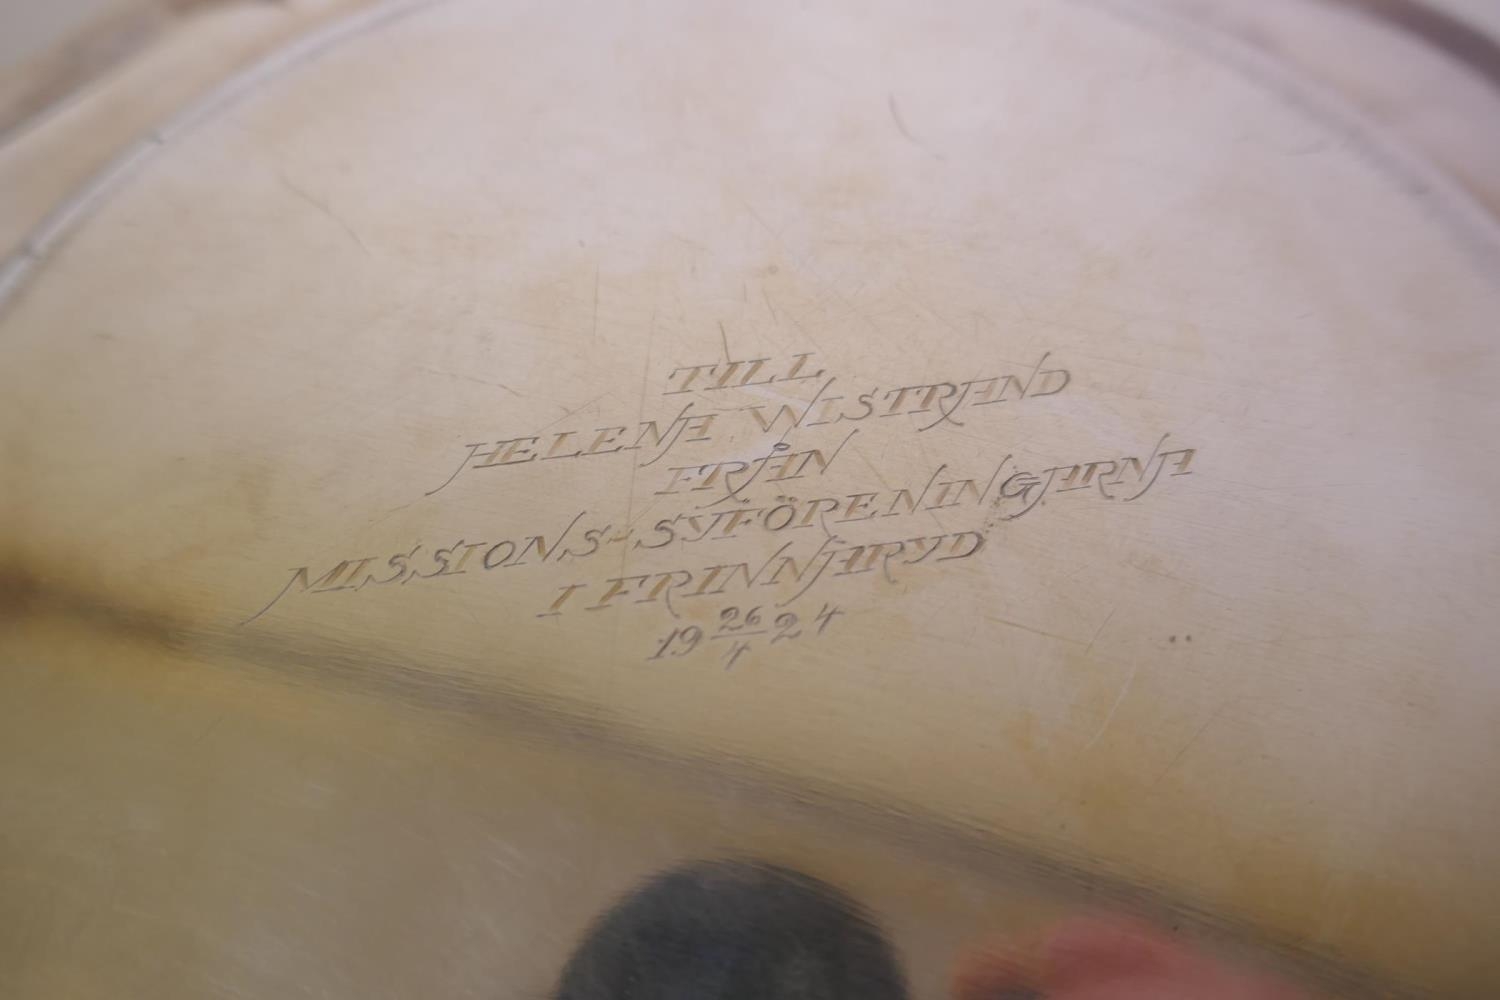 TILL
HELENA WISTRAND
FRÅN
MISSIONS-SYFÖRENINGARNA
I FRINNARYD
19 26/4 24